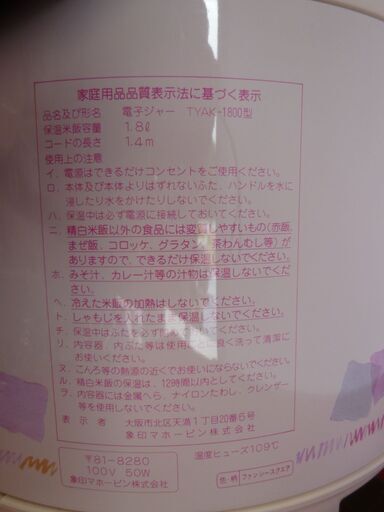 家庭用品品質表示法に基づく表示
品名及び形名 電子ジャー TYAK-1800型
保温米飯容量 1.8ℓ
コードの長さ 1.4m
使用上の注意
イ. 電源はできるだけコンセントをご使用ください。
ロ. 本体及び本体よりはずれないふた、ハンドルを水に
浸したり水をかけたりしないでください。
ハ. 保温中は必ず電源に接続しておいてください。
ニ. 精白米飯以外の食品には変質しやすいもの(赤飯、
まぜ飯、コロッケ、グラタン、茶わんむし等)が
ありますので、できるだけ保温しないでください。
ホ. みそ汁、カレー汁等の汁物は保温しないでくださ
い。
ヘ. 冷えた米飯の加熱はしないでください。
ト. しゃもじを入れたまま保温しないでください。
チ. 保温中はふたを必ず閉めてください。
リ. 内容器、内ぶた等は使用ごとに良く洗って清潔に
お使いください。
ヌ. こんろ等の熱源の近くでお使いにならないでください。
ル. 精白米飯の保温は、12時間以内としてください。
ヲ. 内容器には金属へら、ナイロンたわし、クレンザー
等を使用しないでください。
表示者 大阪市北区天満1丁目20番5号
象印マホービン株式会社
〒81-8280
100V 50W
象印マホービン株式会社
温度ヒューズ109℃
色・柄 ファンシースクエア